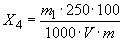 X₄ = m₁ · 250 · 100 / 1000 · V · m